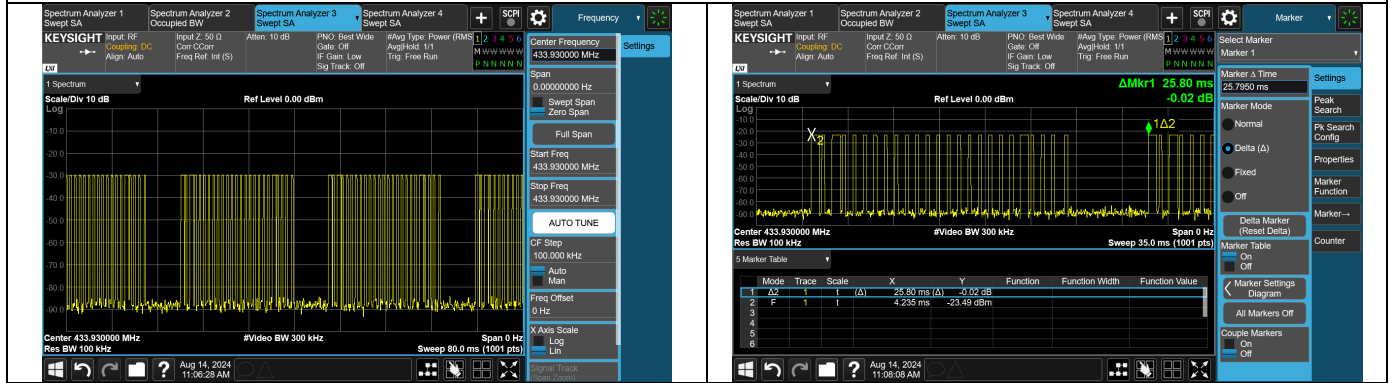 Spectrum Analyzer 1
Swept SA
Spectrum Analyzer 2
Occupied BW
Spectrum Analyzer 3
Swept SA
Spectrum Analyzer 4
Swept SA
+
SCPI
Frequency
KEYSIGHT
LXI
Input: RF
Coupling: DC
Align: Auto
Input Z: 50 Ω
Corr CCorr
Freq Ref: Int (S)
Atten: 10 dB
PNO: Best Wide
Gate: Off
IF Gain: Low
Sig Track: Off
#Avg Type: Power (RMS
Avg|Hold: 1/1
Trig: Free Run
1 2 3 4 5 6
M W W W W W
P N N N N N
Center Frequency
433.930000 MHz
Settings
Span
0.00000000 Hz
Swept Span
Zero Span
Full Span
Start Freq
433.930000 MHz
Stop Freq
433.930000 MHz
AUTO TUNE
CF Step
100.000 kHz
Auto
Man
Freq Offset
0 Hz
X Axis Scale
Log
Lin
Signal Track
(Span Zoom)
1 Spectrum
Scale/Div 10 dB
Ref Level 0.00 dBm
Log
-10.0
-20.0
-30.0
-40.0
-50.0
-60.0
-70.0
-80.0
-90.0
Center 433.930000 MHz
#Video BW 300 kHz
Span 0 Hz
Res BW 100 kHz
Sweep 80.0 ms (1001 pts)
?
Aug 14, 2024
11:06:28 AM
Spectrum Analyzer 1
Swept SA
Spectrum Analyzer 2
Occupied BW
Spectrum Analyzer 3
Swept SA
Spectrum Analyzer 4
Swept SA
+
SCPI
Marker
KEYSIGHT
LXI
Input: RF
Coupling: DC
Align: Auto
Input Z: 50 Ω
Corr CCorr
Freq Ref: Int (S)
Atten: 10 dB
PNO: Best Wide
Gate: Off
IF Gain: Low
Sig Track: Off
#Avg Type: Power (RMS
Avg|Hold: 1/1
Trig: Free Run
1 2 3 4 5 6
M W W W W W
P N N N N N
Select Marker
Marker 1
Marker Δ Time
25.7950 ms
Settings
Marker Mode
Normal
Delta (Δ)
Fixed
Off
Peak
Search
Pk Search
Config
Properties
Marker
Function
Marker→
Counter
Delta Marker
(Reset Delta)
Marker Table
On
Off
Marker Settings
Diagram
All Markers Off
Couple Markers
On
Off
1 Spectrum
ΔMkr1 25.80 ms
Scale/Div 10 dB
Ref Level 0.00 dBm
-0.02 dB
Log
-10.0
-20.0
-30.0
-40.0
-50.0
-60.0
-70.0
-80.0
-90.0
X2
1Δ2
Center 433.930000 MHz
#Video BW 300 kHz
Span 0 Hz
Res BW 100 kHz
Sweep 35.0 ms (1001 pts)
5 Marker Table
Mode Trace Scale X Y Function Function Width Function Value
1 Δ2 1 t (Δ) 25.80 ms (Δ) -0.02 dB
2 F 1 t 4.235 ms -23.49 dBm
3
4
5
6
?
Aug 14, 2024
11:08:08 AM